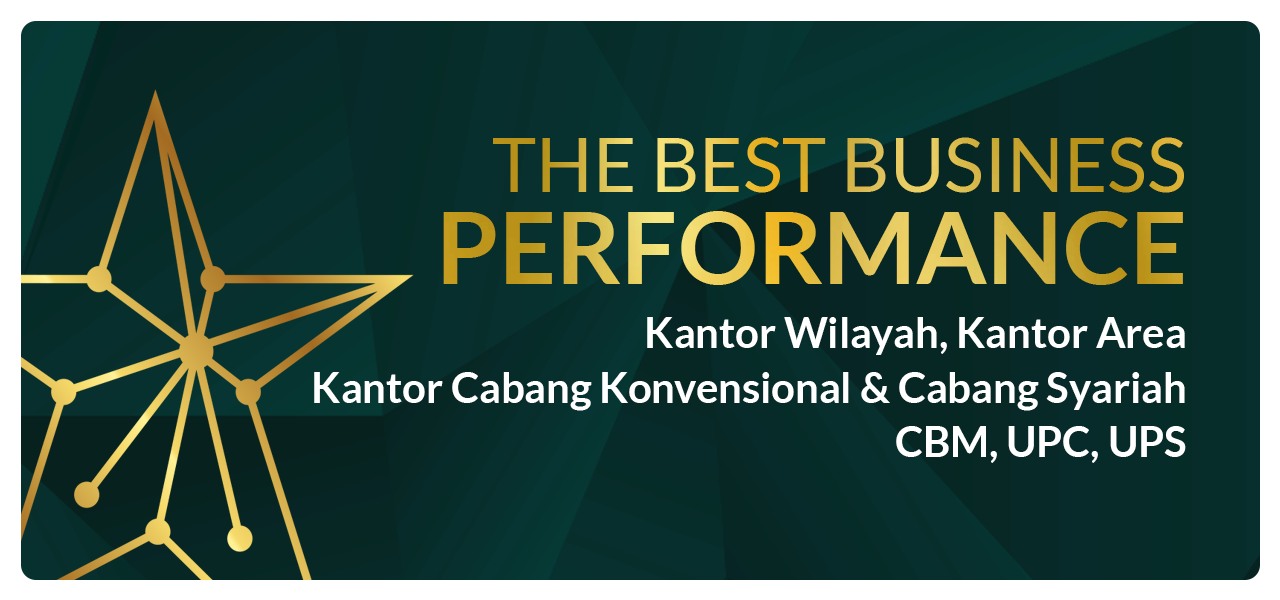 THE BEST BUSINESS
PERFORMANCE
Kantor Wilayah, Kantor Area
Kantor Cabang Konvensional & Cabang Syariah
CBM, UPC, UPS